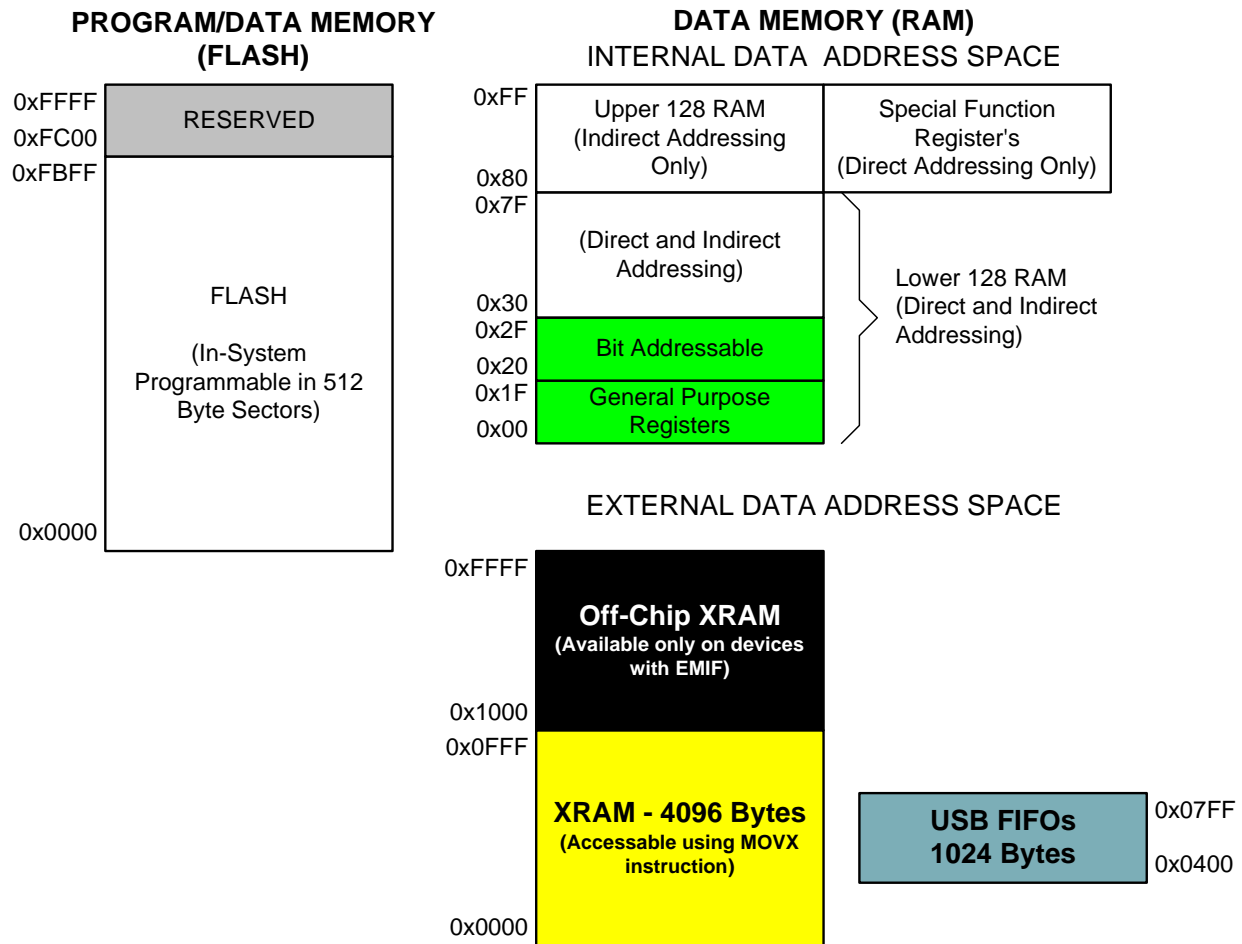 PROGRAM/DATA MEMORY
(FLASH)
0xFFFF
RESERVED
0xFC00
0xFBFF
FLASH
(In-System
Programmable in 512
Byte Sectors)
0x0000
DATA MEMORY (RAM)
INTERNAL DATA ADDRESS SPACE
0xFF
Upper 128 RAM
(Indirect Addressing
Only)
0x80
Special Function
Register's
(Direct Addressing Only)
0x7F
(Direct and Indirect
Addressing)
0x30
Lower 128 RAM
(Direct and Indirect
Addressing)
0x2F
Bit Addressable
0x20
0x1F
General Purpose
Registers
0x00
EXTERNAL DATA ADDRESS SPACE
0xFFFF
Off-Chip XRAM
(Available only on devices
with EMIF)
0x1000
0x0FFF
XRAM - 4096 Bytes
(Accessable using MOVX
instruction)
0x0000
USB FIFOs
1024 Bytes
0x07FF
0x0400